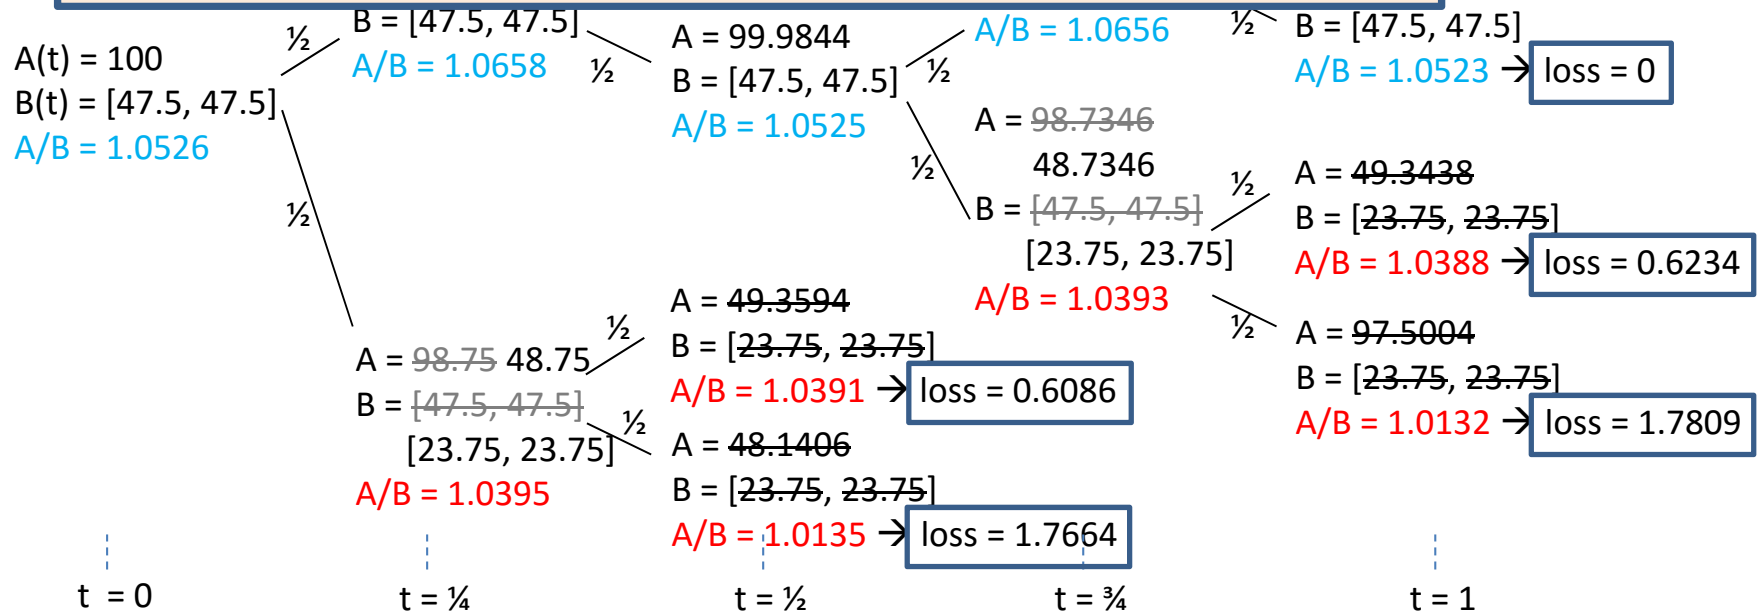 A(t) = 100
B(t) = [47.5, 47.5]
A/B = 1.0526
½
½
B = [47.5, 47.5]
A/B = 1.0658
½
A = 98.75 48.75
B = [47.5, 47.5]
[23.75, 23.75]
A/B = 1.0395
½
½
A = 99.9844
B = [47.5, 47.5]
A/B = 1.0525
½
½
A = 49.3594
B = [23.75, 23.75]
A/B = 1.0391 → loss = 0.6086
A = 48.1406
B = [23.75, 23.75]
A/B = 1.0135 → loss = 1.7664
A/B = 1.0656
½
A = 98.7346
48.7346
B = [47.5, 47.5]
[23.75, 23.75]
A/B = 1.0393
½
½
B = [47.5, 47.5]
A/B = 1.0523 → loss = 0
A = 49.3438
B = [23.75, 23.75]
A/B = 1.0388 → loss = 0.6234
A = 97.5004
B = [23.75, 23.75]
A/B = 1.0132 → loss = 1.7809
t = 0
t = ¼
t = ½
t = ¾
t = 1